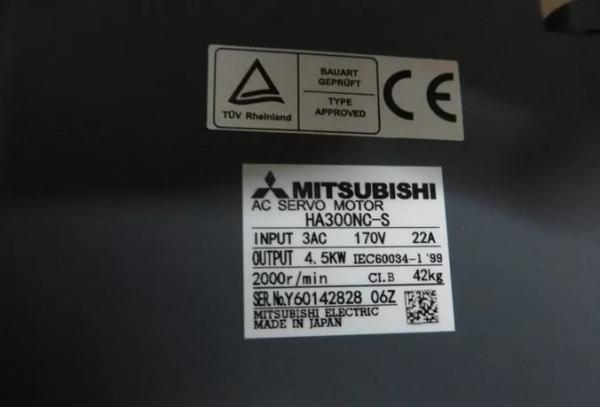 TÜV Rheinland
BAUART
GEPRÜFT
TYPE
APPROVED
CE
MITSUBISHI
AC SERVO MOTOR
HA300NC-S
INPUT 3AC 170V 22A
OUTPUT 4.5KW IEC60034-1 '99
2000r/min CI.B 42kg
SER.No.Y60142828 06Z
MITSUBISHI ELECTRIC
MADE IN JAPAN